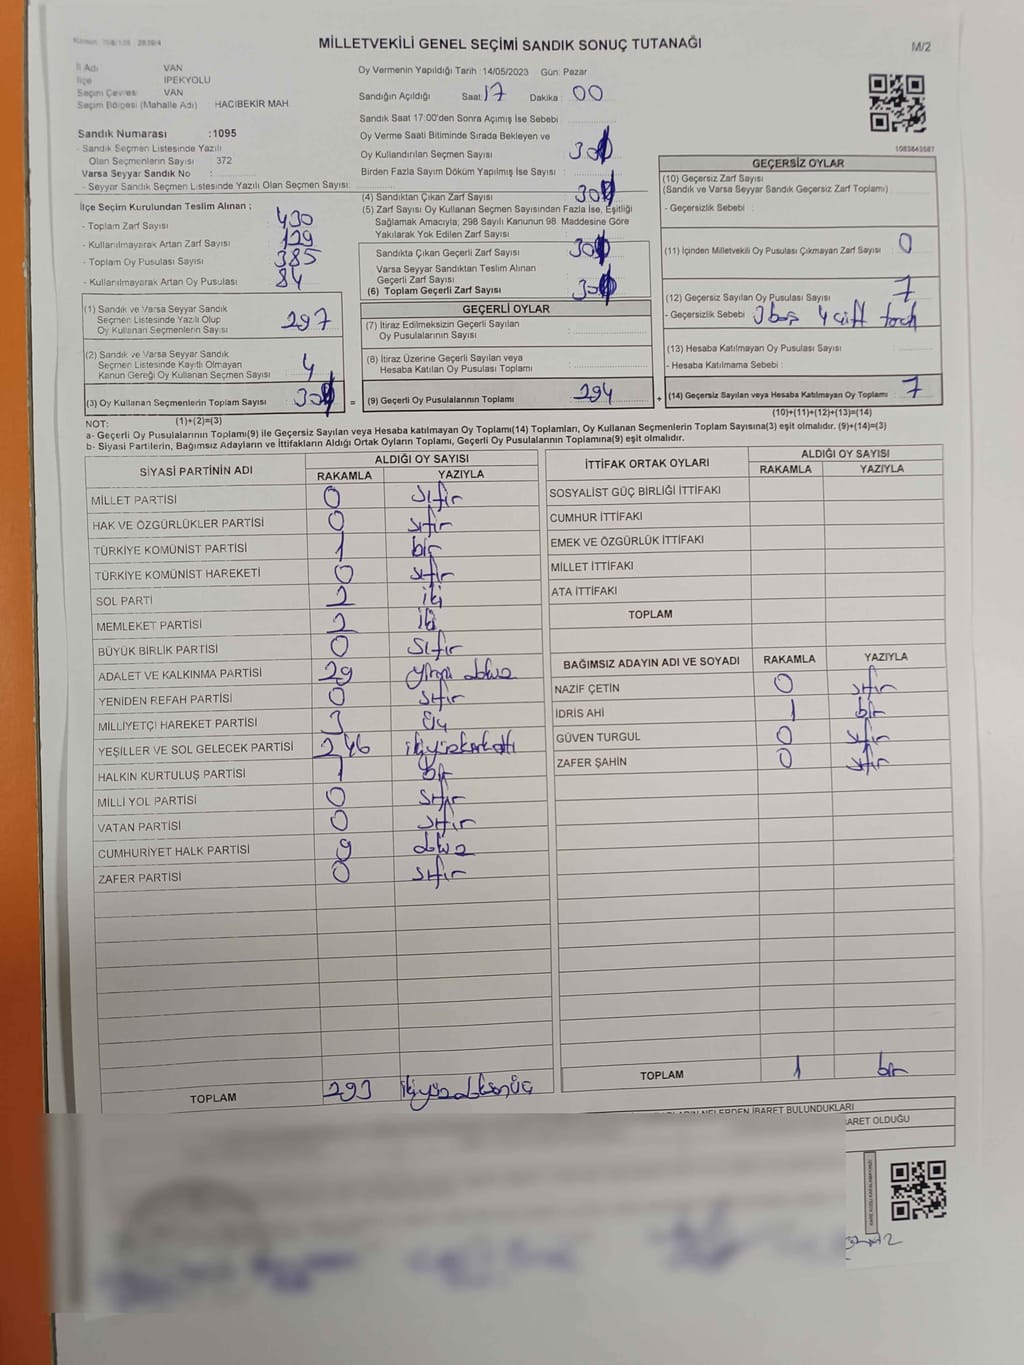 MİLLETVEKİLİ GENEL SEÇİMİ SANDIK SONUÇ TUTANAĞI
M/2
İl Adı VAN
İlçe İPEKYOLU
Seçim Çevresi VAN
Seçim Bölgesi (Mahalle Adı) : HACIBEKİR MAH.
Sandık Numarası :1095
- Sandık Seçmen Listesinde Yazılı
Olan Seçmenlerin Sayısı : 372
Varsa Seyyar Sandık No :
- Seyyar Sandık Seçmen Listesinde Yazılı Olan Seçmen Sayısı:
Oy Vermenin Yapıldığı Tarih :14/05/2023 Gün: Pazar
Sandığın Açıldığı Saat: 17 Dakika : 00
Sandık Saat 17:00'den Sonra Açımış İse Sebebi :
Oy Verme Saati Bitiminde Sırada Bekleyen ve
Oy Kullandırılan Seçmen Sayısı :
Birden Fazla Sayım Döküm Yapılmış İse Sayısı :
(4) Sandıktan Çıkan Zarf Sayısı :
(5) Zarf Sayısı Oy Kullanan Seçmen Sayısından Fazla İse, Eşitliği
Sağlamak Amacıyla; 298 Sayılı Kanunun 98. Maddesine Göre
Yakılarak Yok Edilen Zarf Sayısı :
Sandıkta Çıkan Geçerli Zarf Sayısı :
Varsa Seyyar Sandıktan Teslim Alınan
Geçerli Zarf Sayısı :
(6) Toplam Geçerli Zarf Sayısı :
İlçe Seçim Kurulundan Teslim Alınan ;
- Toplam Zarf Sayısı : 430
- Kullanılmayarak Artan Zarf Sayısı : 129
- Toplam Oy Pusulası Sayısı : 385
- Kullanılmayarak Artan Oy Pusulası : 84
(1) Sandık ve Varsa Seyyar Sandık
Seçmen Listesinde Yazılı Olup
Oy Kullanan Seçmenlerin Sayısı : 297
(2) Sandık ve Varsa Seyyar Sandık
Seçmen Listesinde Kayıtlı Olmayan
Kanun Gereği Oy Kullanan Seçmen Sayısı : 4
(3) Oy Kullanan Seçmenlerin Toplam Sayısı :
(1)+(2)=(3)
GEÇERLİ OYLAR
(7) İtiraz Edilmeksizin Geçerli Sayılan
Oy Pusulalarının Sayısı :
(8) İtiraz Üzerine Geçerli Sayılan veya
Hesaba Katılan Oy Pusulası Toplamı :
= (9) Geçerli Oy Pusulalarının Toplamı : 294 +
1083643587
GEÇERSİZ OYLAR
(10) Geçersiz Zarf Sayısı
(Sandık ve Varsa Seyyar Sandık Geçersiz Zarf Toplamı) :
- Geçersizlik Sebebi :
(11) İçinden Milletvekili Oy Pusulası Çıkmayan Zarf Sayısı : 0
(12) Geçersiz Sayılan Oy Pusulası Sayısı : 7
- Geçersizlik Sebebi : 3 boş 4 çift
(13) Hesaba Katılmayan Oy Pusulası Sayısı :
- Hesaba Katılmama Sebebi :
(14) Geçersiz Sayılan veya Hesaba Katılmayan Oy Toplamı : 7
(10)+(11)+(12)+(13)=(14)
NOT:
a- Geçerli Oy Pusulalarının Toplamı(9) ile Geçersiz Sayılan veya Hesaba Katılmayan Oy Toplamı(14) Toplamları, Oy Kullanan Seçmenlerin Toplam Sayısına(3) eşit olmalıdır. (9)+(14)=(3)
b- Siyasi Partilerin, Bağımsız Adayların ve İttifakların Aldığı Ortak Oyların Toplamı, Geçerli Oy Pusulalarının Toplamına(9) eşit olmalıdır.
SİYASİ PARTİNİN ADI ALDIĞI OY SAYISI
RAKAMLA YAZIYLA
MİLLET PARTİSİ 0 sıfır
HAK VE ÖZGÜRLÜKLER PARTİSİ 0 sıfır
TÜRKİYE KOMÜNİST PARTİSİ 1 bir
TÜRKİYE KOMÜNİST HAREKETİ 0 sıfır
SOL PARTİ 2 iki
MEMLEKET PARTİSİ 2 iki
BÜYÜK BİRLİK PARTİSİ 0 sıfır
ADALET VE KALKINMA PARTİSİ 29 yirmi dokuz
YENİDEN REFAH PARTİSİ 0 sıfır
MİLLİYETÇİ HAREKET PARTİSİ 3 üç
YEŞİLLER VE SOL GELECEK PARTİSİ 246 ikiyüzkırkaltı
HALKIN KURTULUŞ PARTİSİ 1 bir
MİLLİ YOL PARTİSİ 0 sıfır
VATAN PARTİSİ 0 sıfır
CUMHURİYET HALK PARTİSİ 9 dokuz
ZAFER PARTİSİ 0 sıfır
TOPLAM 293 ikiyüzdoksanüç
İTTİFAK ORTAK OYLARI ALDIĞI OY SAYISI
RAKAMLA YAZIYLA
SOSYALİST GÜÇ BİRLİĞİ İTTİFAKI
CUMHUR İTTİFAKI
EMEK VE ÖZGÜRLÜK İTTİFAKI
MİLLET İTTİFAKI
ATA İTTİFAKI
TOPLAM
BAĞIMSIZ ADAYIN ADI VE SOYADI RAKAMLA YAZIYLA
NAZİF ÇETİN 0 sıfır
İDRİS AHİ 1 bir
GÜVEN TURGUL 0 sıfır
ZAFER ŞAHİN 0 sıfır
TOPLAM 1 bir
NELERDEN İBARET BULUNDUKLARI
OLDUĞU